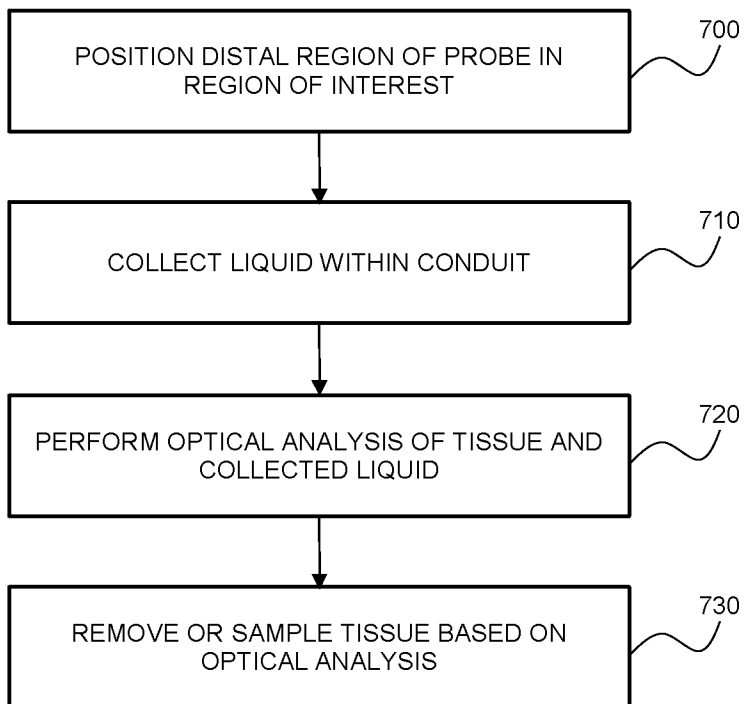 700
POSITION DISTAL REGION OF PROBE IN
REGION OF INTEREST
710
COLLECT LIQUID WITHIN CONDUIT
720
PERFORM OPTICAL ANALYSIS OF TISSUE AND
COLLECTED LIQUID
730
REMOVE OR SAMPLE TISSUE BASED ON
OPTICAL ANALYSIS